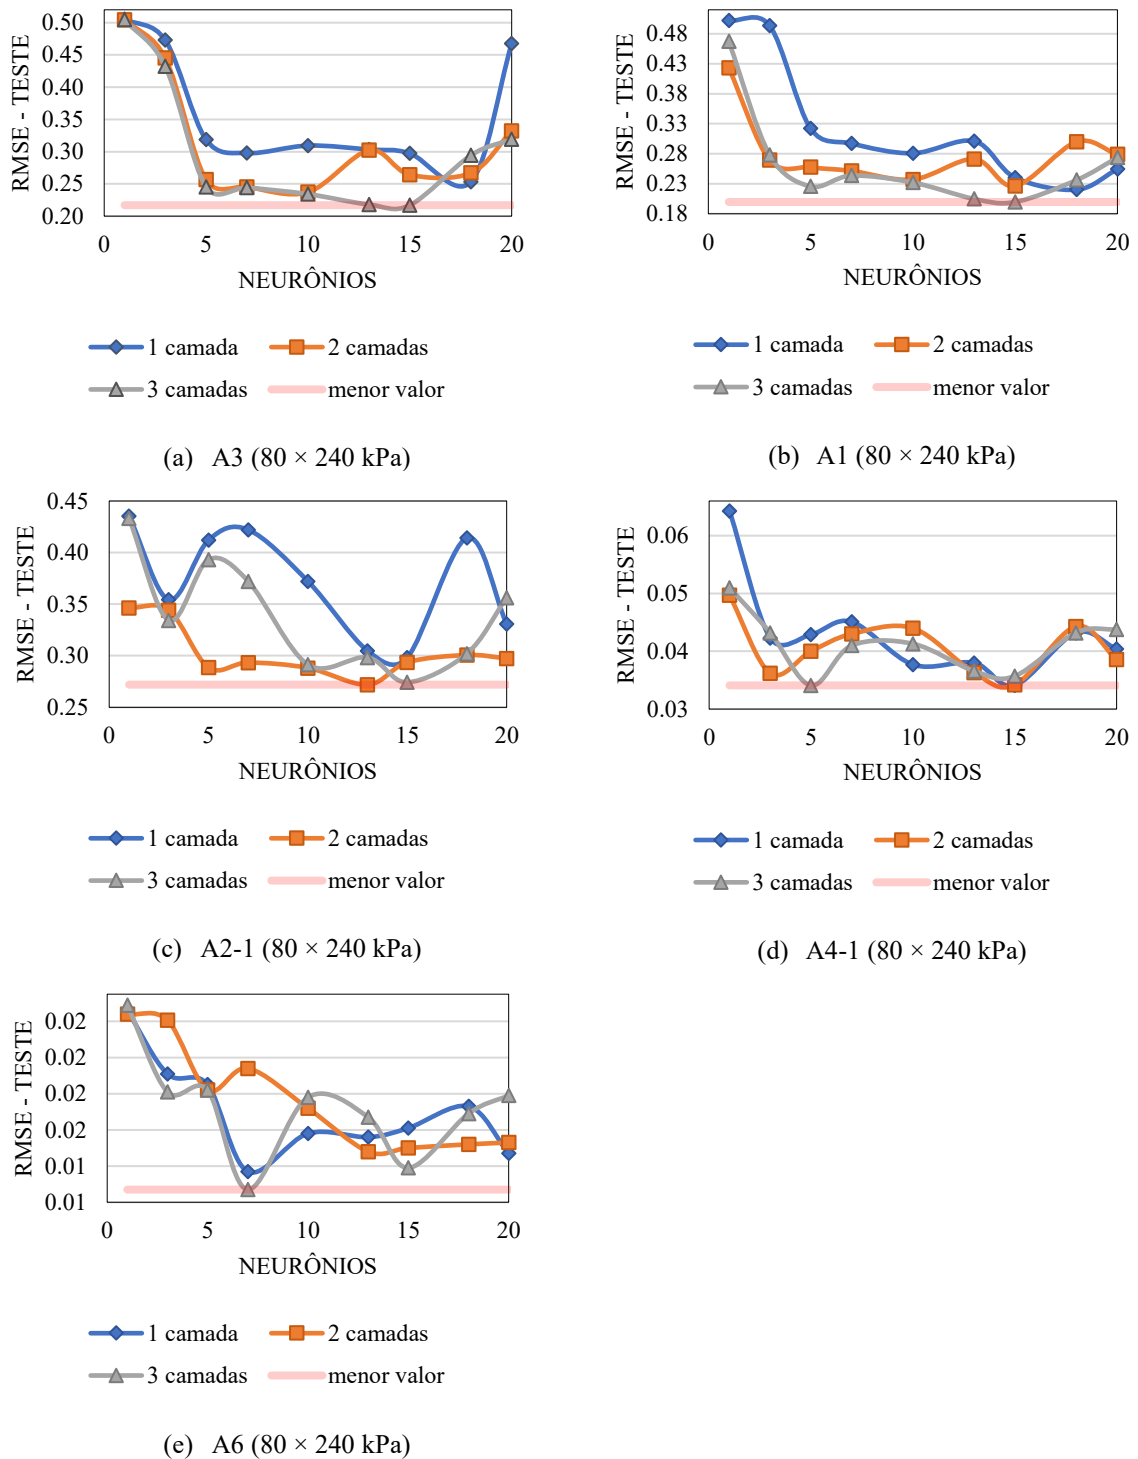 RMSE - TESTE
0.50
0.45
0.40
0.35
0.30
0.25
0.20
0 5 10 15 20
NEURÔNIOS
1 camada 2 camadas
3 camadas menor valor
(a) A3 (80 × 240 kPa)
RMSE - TESTE
0.48
0.43
0.38
0.33
0.28
0.23
0.18
0 5 10 15 20
NEURÔNIOS
1 camada 2 camadas
3 camadas menor valor
(b) A1 (80 × 240 kPa)
RMSE - TESTE
0.45
0.40
0.35
0.30
0.25
0 5 10 15 20
NEURÔNIOS
1 camada 2 camadas
3 camadas menor valor
(c) A2-1 (80 × 240 kPa)
RMSE - TESTE
0.06
0.05
0.04
0.03
0 5 10 15 20
NEURÔNIOS
1 camada 2 camadas
3 camadas menor valor
(d) A4-1 (80 × 240 kPa)
RMSE - TESTE
0.02
0.02
0.02
0.02
0.01
0.01
0 5 10 15 20
NEURÔNIOS
1 camada 2 camadas
3 camadas menor valor
(e) A6 (80 × 240 kPa)